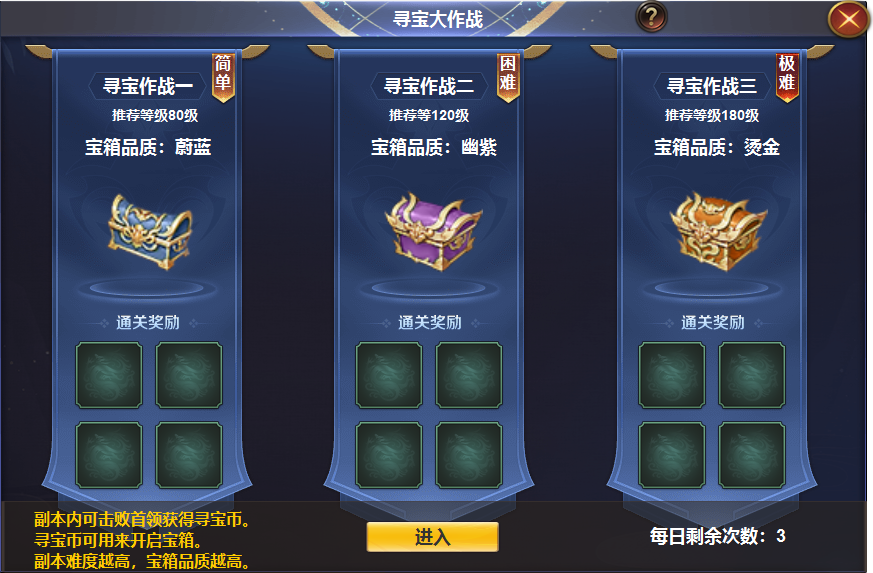 寻宝大作战
?
简单
寻宝作战一
推荐等级80级
宝箱品质：蔚蓝
通关奖励
困难
寻宝作战二
推荐等120级
宝箱品质：幽紫
通关奖励
极难
寻宝作战三
推荐等级180级
宝箱品质：烫金
通关奖励
副本内可击败首领获得寻宝币。
寻宝币可用来开启宝箱。
副本难度越高，宝箱品质越高。
进入
每日剩余次数：3